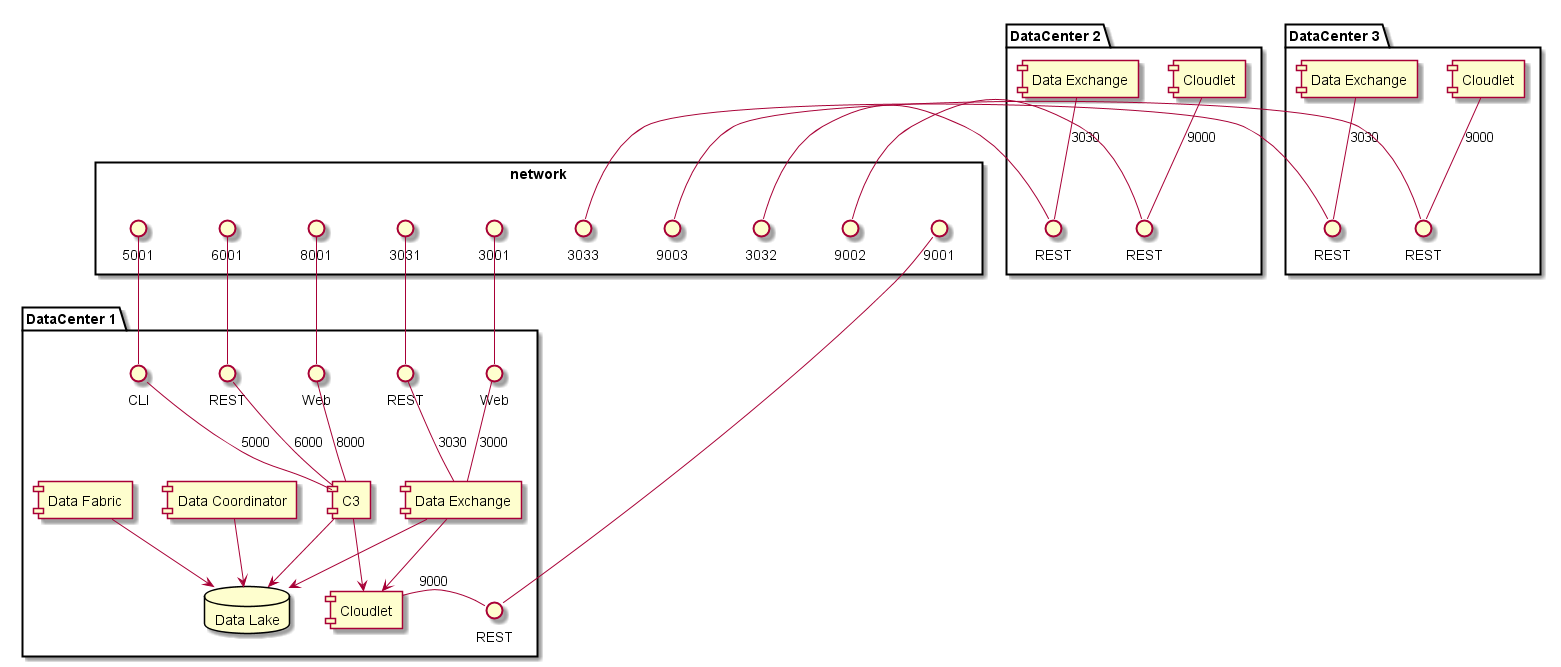 DataCenter 2
DataCenter 3
Data Exchange
Cloudlet
Data Exchange
Cloudlet
3030
9000
3030
9000
network
5001
6001
8001
3031
3001
3033
9003
3032
9002
9001
REST
REST
REST
REST
DataCenter 1
CLI
REST
Web
REST
Web
5000
6000
8000
3030
3000
Data Fabric
Data Coordinator
C3
Data Exchange
9000
Data Lake
Cloudlet
REST